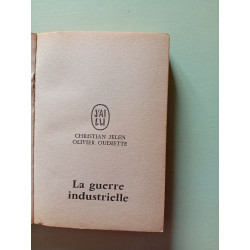 J'AI
LU
CHRISTIAN JELEN
OLIVIER OUDIETTE
La guerre
industrielle